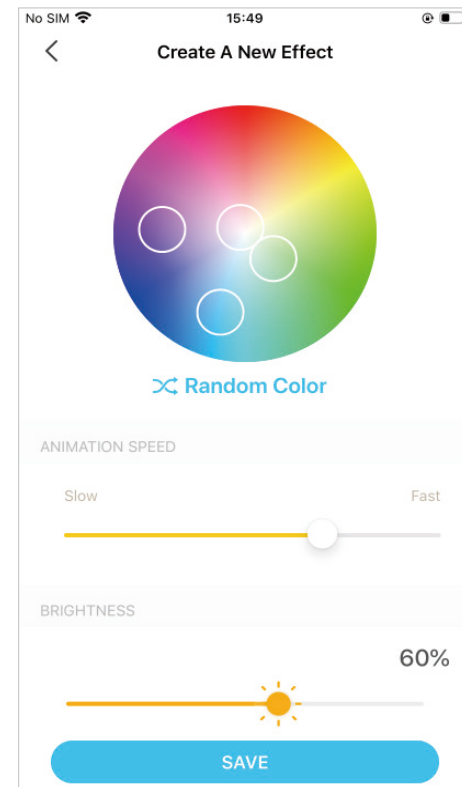 No SIM 15:49
Create A New Effect
Random Color
ANIMATION SPEED
Slow Fast
BRIGHTNESS
60%
SAVE